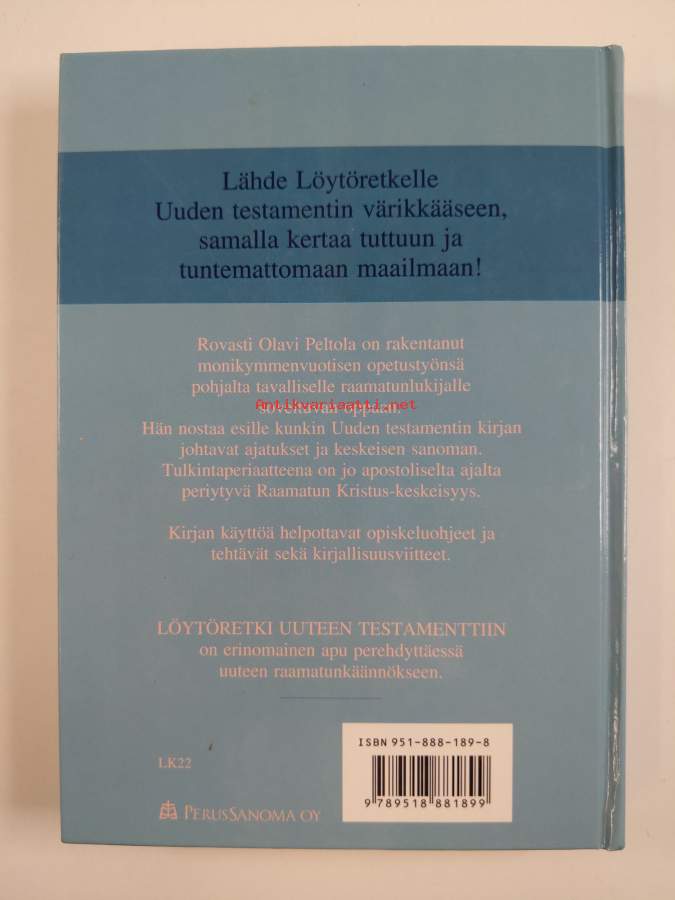 Lähde Löytöretkelle
Uuden testamentin värikkääseen,
samalla kertaa tuttuun ja
tuntemattomaan maailmaan!
Rovasti Olavi Peltola on rakentanut
monikymmenvuotisen opetustyönsä
pohjalta tavalliselle raamatunlukijalle
Antikvariaatti.net
soveltuvan oppaan.
Hän nostaa esille kunkin Uuden testamentin kirjan
johtavat ajatukset ja keskeisen sanoman.
Tulkintaperiaatteena on jo apostoliselta ajalta
periytyvä Raamatun Kristus-keskeisyys.
Kirjan käyttöä helpottavat opiskeluohjeet ja
tehtävät sekä kirjallisuusviitteet.
LÖYTÖRETKI UUTEEN TESTAMENTTIIN
on erinomainen apu perehdyttäessä
uuteen raamatunkäännökseen.
ISBN 951-888-189-8
LK22
9 789518 881899
PERUSSANOMA OY